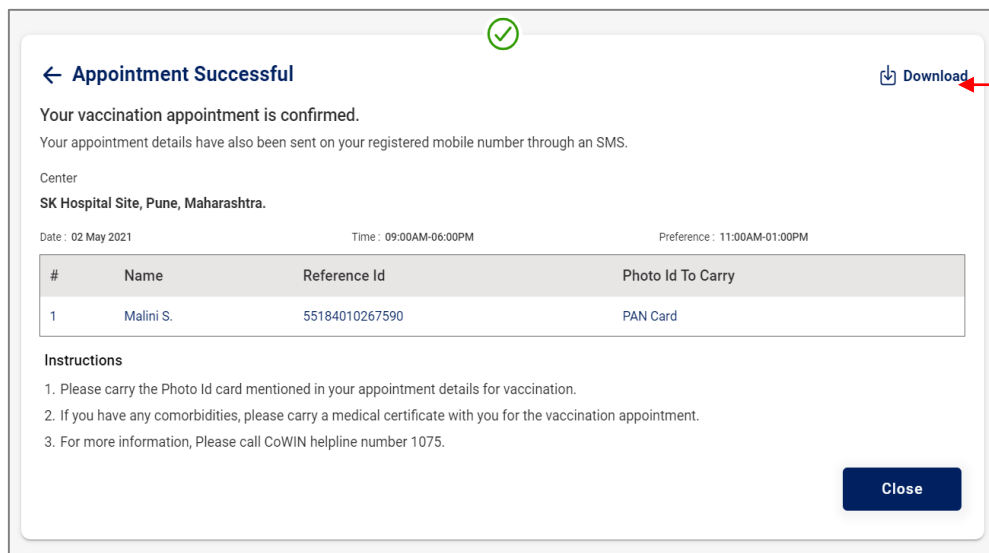 Appointment Successful
Download
Your vaccination appointment is confirmed.
Your appointment details have also been sent on your registered mobile number through an SMS.
Center
SK Hospital Site, Pune, Maharashtra.
Date : 02 May 2021 Time : 09:00AM-06:00PM Preference : 11:00AM-01:00PM
# Name Reference Id Photo Id To Carry
1 Malini S. 55184010267590 PAN Card
Instructions
1. Please carry the Photo Id card mentioned in your appointment details for vaccination.
2. If you have any comorbidities, please carry a medical certificate with you for the vaccination appointment.
3. For more information, Please call CoWIN helpline number 1075.
Close